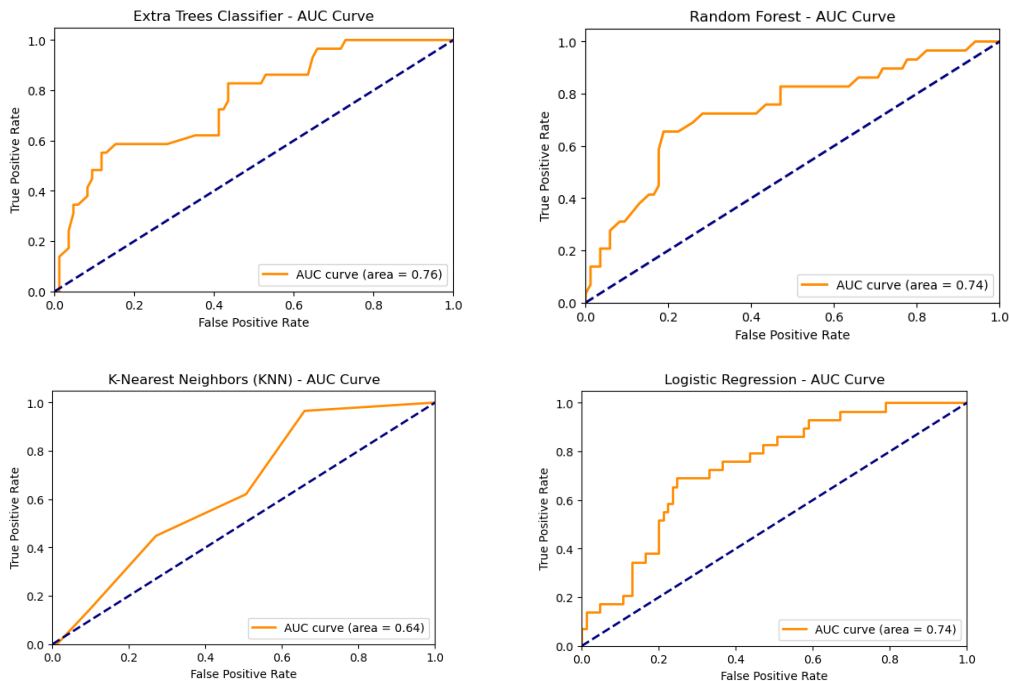 Extra Trees Classifier - AUC Curve
1.0
0.8
0.6
0.4
0.2
0.0
True Positive Rate
AUC curve (area = 0.76)
0.0 0.2 0.4 0.6 0.8 1.0
False Positive Rate
Random Forest - AUC Curve
1.0
0.8
0.6
0.4
0.2
0.0
True Positive Rate
AUC curve (area = 0.74)
0.0 0.2 0.4 0.6 0.8 1.0
False Positive Rate
K-Nearest Neighbors (KNN) - AUC Curve
1.0
0.8
0.6
0.4
0.2
0.0
True Positive Rate
AUC curve (area = 0.64)
0.0 0.2 0.4 0.6 0.8 1.0
False Positive Rate
Logistic Regression - AUC Curve
1.0
0.8
0.6
0.4
0.2
0.0
True Positive Rate
AUC curve (area = 0.74)
0.0 0.2 0.4 0.6 0.8 1.0
False Positive Rate